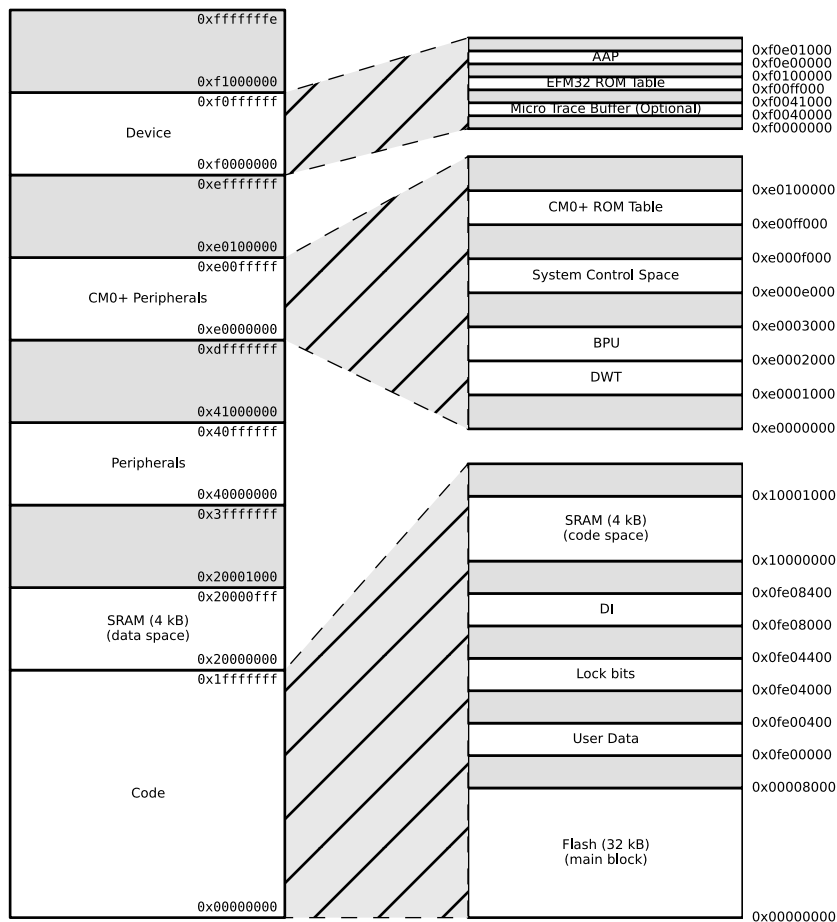 0xfffffffe
0xf1000000
0xf0ffffff
Device
0xf0000000
0xefffffff
0xe0100000
0xe00fffff
CM0+ Peripherals
0xe0000000
0xdfffffff
0x41000000
0x40ffffff
Peripherals
0x40000000
0x3fffffff
0x20001000
0x20000fff
SRAM (4 kB)
(data space)
0x20000000
0x1fffffff
Code
0x00000000
0xf0e01000
AAP
0xf0e00000
0xf0100000
EFM32 ROM Table
0xf00ff000
0xf0041000
Micro Trace Buffer (Optional)
0xf0040000
0xf0000000
0xe0100000
CM0+ ROM Table
0xe00ff000
0xe000f000
System Control Space
0xe000e000
0xe0003000
BPU
0xe0002000
DWT
0xe0001000
0xe0000000
0x10001000
SRAM (4 kB)
(code space)
0x10000000
0x0fe08400
DI
0x0fe08000
0x0fe04400
Lock bits
0x0fe04000
0x0fe00400
User Data
0x0fe00000
0x00008000
Flash (32 kB)
(main block)
0x00000000